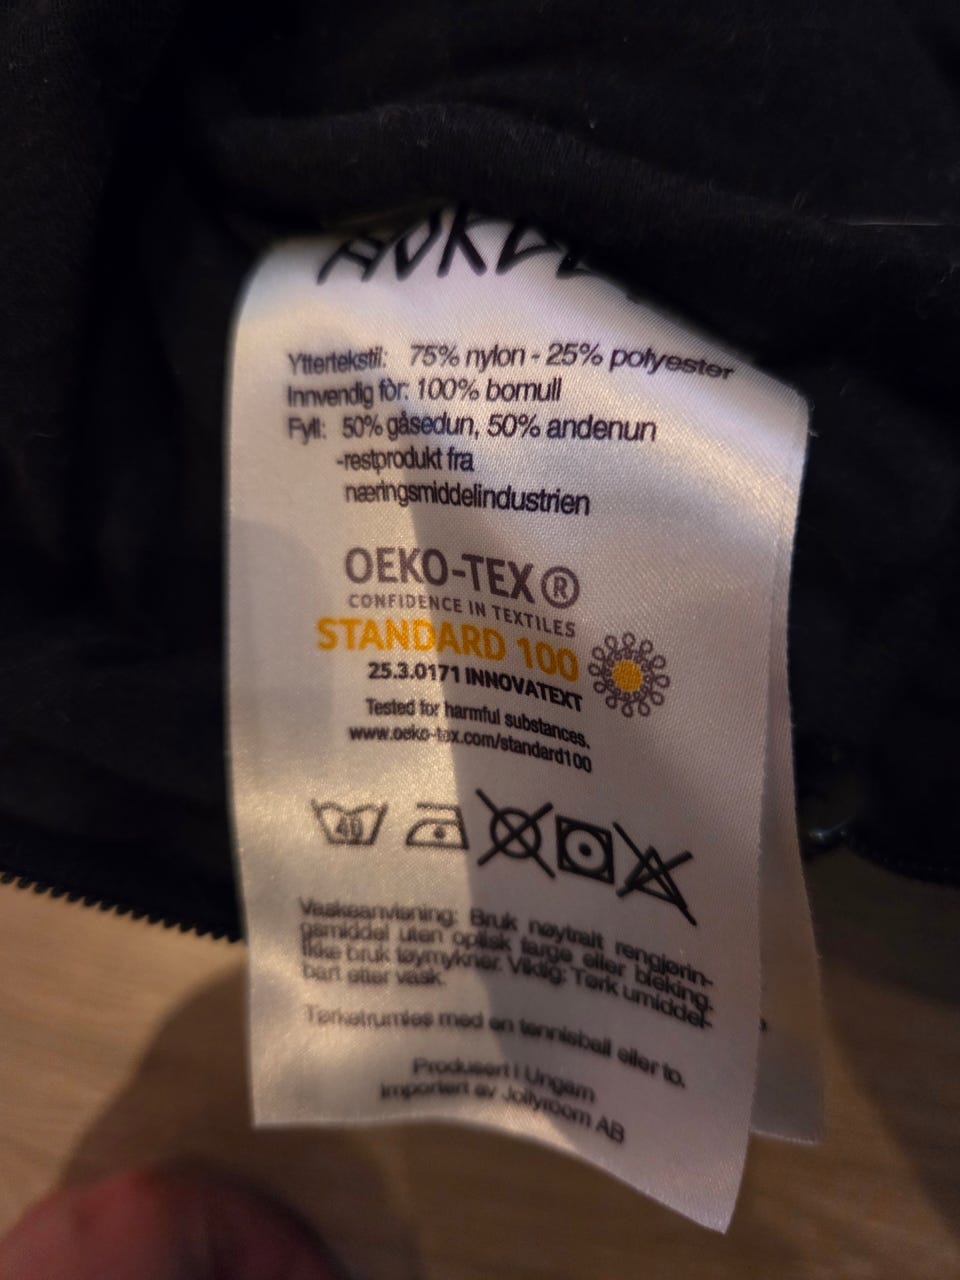 Yttertekstil: 75% nylon - 25% polyester
Innvendig fòr: 100% bomull
Fyll: 50% gåsedun, 50% andenun
-restprodukt fra
næringsmiddelindustrien
OEKO-TEX®
CONFIDENCE IN TEXTILES
STANDARD 100
25.3.0171 INNOVATEXT
Tested for harmful substances.
www.oeko-tex.com/standard100
40
Vaskeanvisning: Bruk nøytralt rengjørin-
gsmiddel uten optisk farge eller bleking.
Ikke bruk tøymykner. Viktig: Tørk umiddel-
bart etter vask.
Tørketrumles med en tennisball eller to.
Produsert i Ungarn
Importert av Jollyroom AB